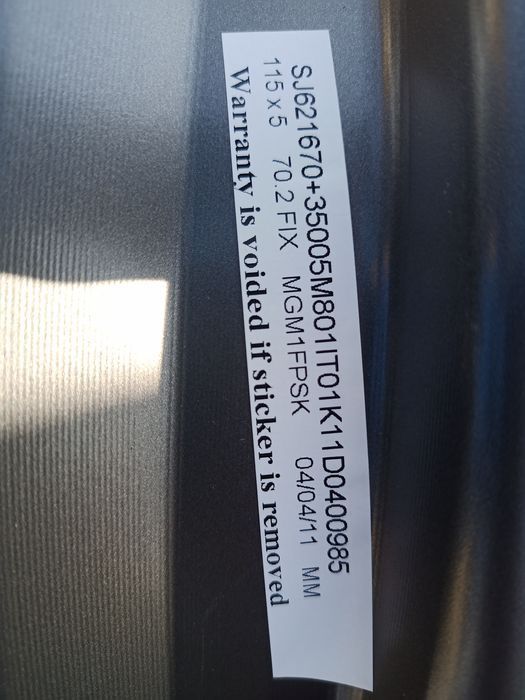 SJ621670+35005M801IT01K11D0400985
115 x 5 70.2 FIX MGM1FPSK 04/04/11 MM
Warranty is voided if sticker is removed